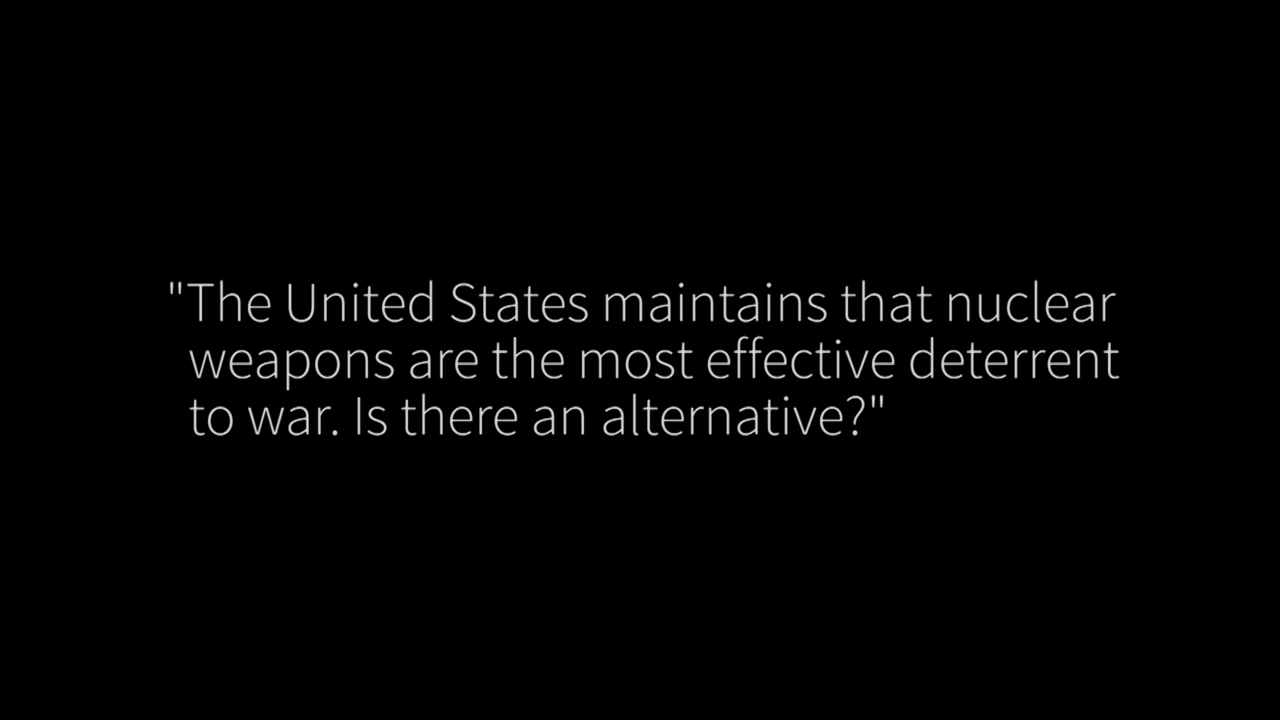 "The United States maintains that nuclear
weapons are the most effective deterrent
to war. Is there an alternative?"